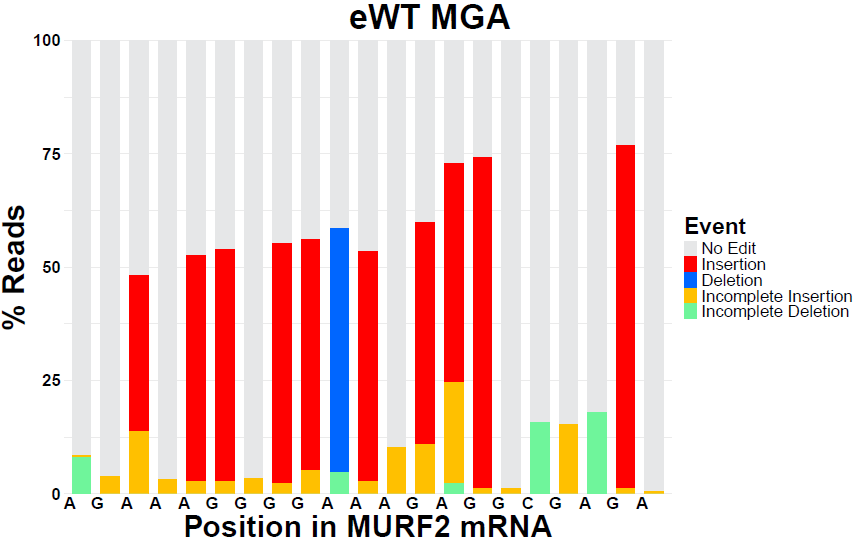 eWT MGA
100
75
50
25
0
% Reads
A G A A A G G G G A A A G A G G C G A G A
Position in MURF2 mRNA
Event
No Edit
Insertion
Deletion
Incomplete Insertion
Incomplete Deletion